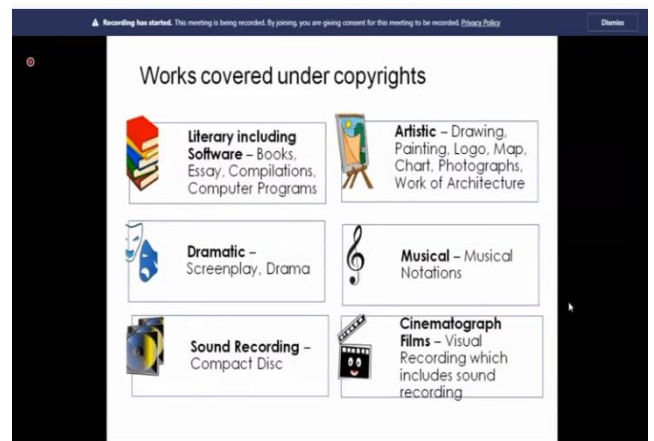 Recording has started. This meeting is being recorded. By joining, you are giving consent for this meeting to be recorded. Privacy Policy
Dismiss
Works covered under copyrights
Literary including
Software – Books,
Essay, Compilations,
Computer Programs
Artistic – Drawing,
Painting, Logo, Map,
Chart, Photographs,
Work of Architecture
Dramatic –
Screenplay, Drama
Musical – Musical
Notations
Sound Recording –
Compact Disc
Cinematograph
Films – Visual
Recording which
includes sound
recording